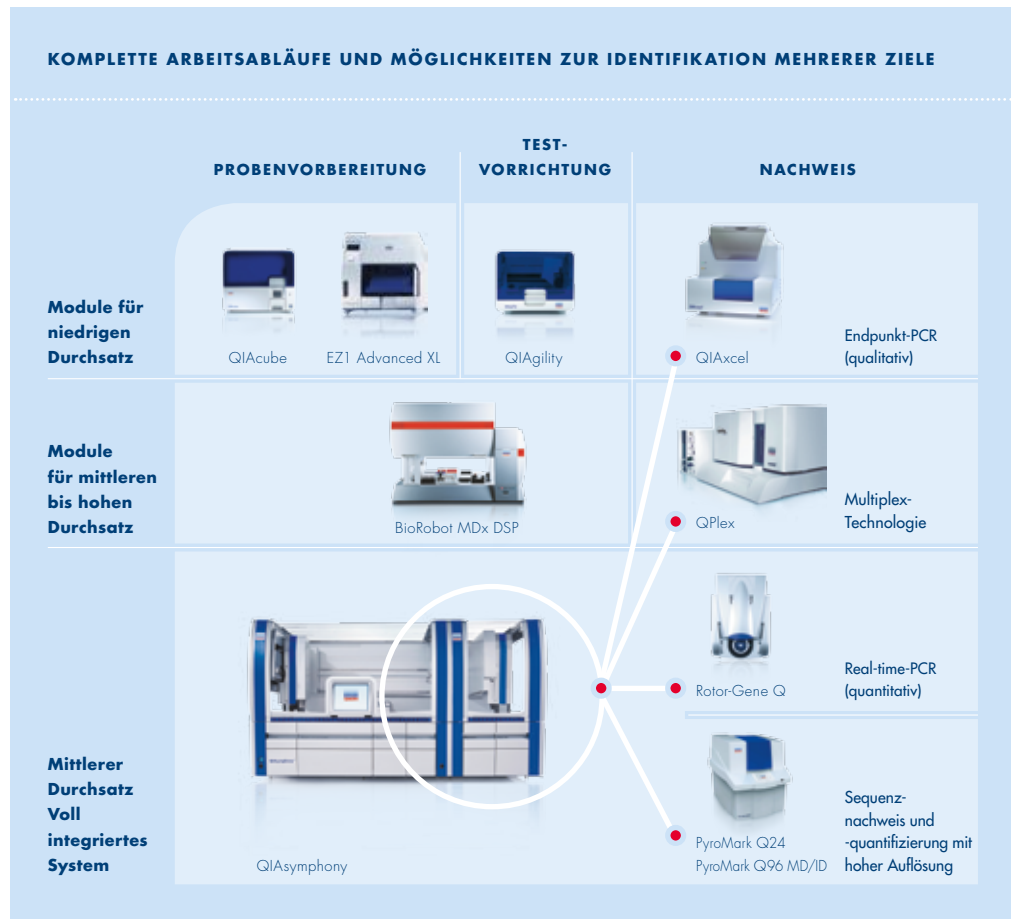 KOMPLETTE ARBEITSABLÄUFE UND MÖGLICHKEITEN ZUR IDENTIFIKATION MEHRERER ZIELE
PROBENVORBEREITUNG
TEST-
VORRICHTUNG
NACHWEIS
Module für
niedrigen
Durchsatz
QIAcube
EZ1 Advanced XL
QIAgility
QIAxcel
Endpunkt-PCR
(qualitativ)
Module
für mittleren
bis hohen
Durchsatz
BioRobot MDx DSP
QPlex
Multiplex-
Technologie
Mittlerer
Durchsatz
Voll
integriertes
System
QIAsymphony
Rotor-Gene Q
Real-time-PCR
(quantitativ)
PyroMark Q24
PyroMark Q96 MD/ID
Sequenz-
nachweis und
-quantifizierung mit
hoher Auflösung